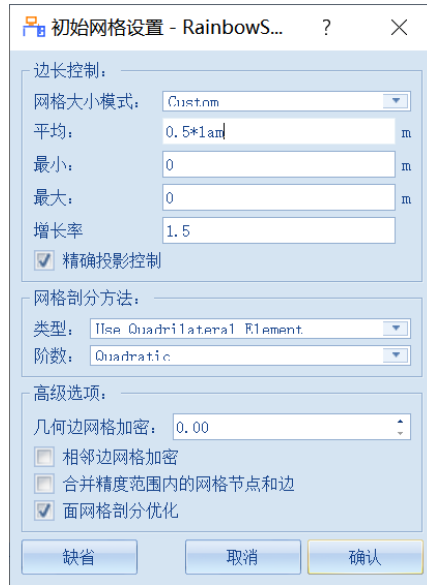 初始网格设置 - RainbowS... ?
边长控制:
网格大小模式: Custom
平均: 0.5*lam m
最小: 0 m
最大: 0 m
增长率 1.5
精确投影控制
网格剖分方法:
类型: Use Quadrilateral Element
阶数: Quadratic
高级选项:
几何边网格加密: 0.00
相邻边网格加密
合并精度范围内的网格节点和边
面网格剖分优化
缺省 取消 确认